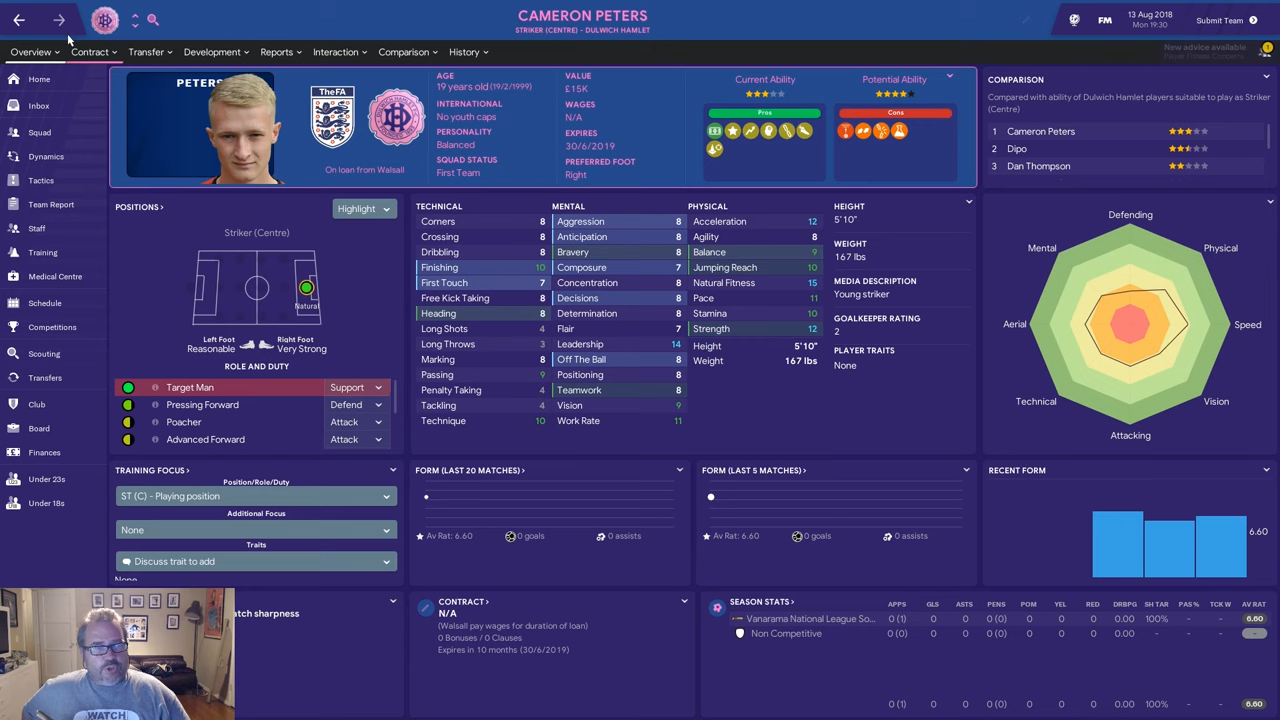 CAMERON PETERS
STRIKER (CENTRE) - DULWICH HAMLET
FM
13 Aug 2018
Mon 19:30
Submit Team
Overview
Contract
Transfer
Development
Reports
Interaction
Comparison
History
New advice available
1
Home
Inbox
Squad
Dynamics
Tactics
Team Report
Staff
Training
Medical Centre
Schedule
Competitions
Scouting
Transfers
Club
Board
Finances
Under 23s
Under 18s
PETERS
TheFA
On loan from Walsall
AGE
19 years old (19/2/1999)
INTERNATIONAL
No youth caps
PERSONALITY
Balanced
SQUAD STATUS
First Team
VALUE
£15K
WAGES
N/A
EXPIRES
30/6/2019
PREFERRED FOOT
Right
Current Ability
Pros
Potential Ability
Cons
COMPARISON
Compared with ability of Dulwich Hamlet players suitable to play as Striker
(Centre)
1 Cameron Peters
2 Dipo
3 Dan Thompson
POSITIONS
Highlight
Striker (Centre)
Natural
Left Foot
Reasonable
Right Foot
Very Strong
ROLE AND DUTY
Target Man Support
Pressing Forward Defend
Poacher Attack
Advanced Forward Attack
TECHNICAL
Corners 8
Crossing 8
Dribbling 8
Finishing 10
First Touch 7
Free Kick Taking 8
Heading 8
Long Shots 4
Long Throws 3
Marking 8
Passing 9
Penalty Taking 4
Tackling 4
Technique 10
MENTAL
Aggression 8
Anticipation 8
Bravery 8
Composure 7
Concentration 8
Decisions 8
Determination 8
Flair 7
Leadership 14
Off The Ball 8
Positioning 8
Teamwork 8
Vision 9
Work Rate 11
PHYSICAL
Acceleration 12
Agility 8
Balance 9
Jumping Reach 10
Natural Fitness 15
Pace 11
Stamina 10
Strength 12
Height 5'10"
Weight 167 lbs
HEIGHT
5'10"
WEIGHT
167 lbs
MEDIA DESCRIPTION
Young striker
GOALKEEPER RATING
2
PLAYER TRAITS
None
Defending
Physical
Speed
Vision
Attacking
Technical
Aerial
Mental
TRAINING FOCUS
Position/Role/Duty
ST (C) - Playing position
Additional Focus
None
Traits
Discuss trait to add
None
FORM (LAST 20 MATCHES)
Av Rat: 6.60
0 goals
0 assists
FORM (LAST 5 MATCHES)
Av Rat: 6.60
0 goals
0 assists
RECENT FORM
6.60
atch sharpness
WATCH
CONTRACT
N/A
(Walsall pay wages for duration of loan)
0 Bonuses / 0 Clauses
Expires in 10 months (30/6/2019)
SEASON STATS APPS GLS ASTS PENS POM YEL RED DRBPG SH TAR PAS % TCK W AV RAT
Vanarama National League So... 0 (1) 0 0 0 (0) 0 0 0 0.00 100% - - 6.60
Non Competitive 0 (0) 0 0 0 (0) 0 0 0 0.00 - - - -
0 (1) 0 0 0 (0) 0 0 0 0.00 100% - - 6.60